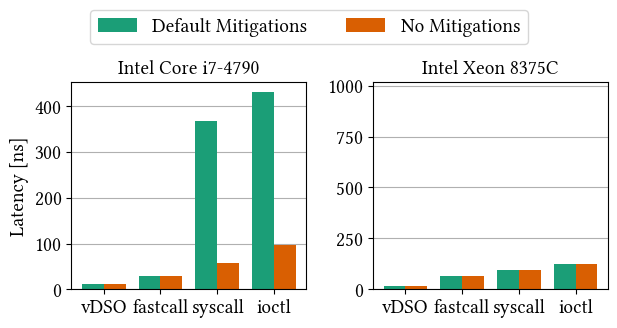 Default Mitigations No Mitigations
Intel Core i7-4790
Latency [ns]
400
300
200
100
0
vDSO fastcall syscall ioctl
Intel Xeon 8375C
1000
750
500
250
0
vDSO fastcall syscall ioctl